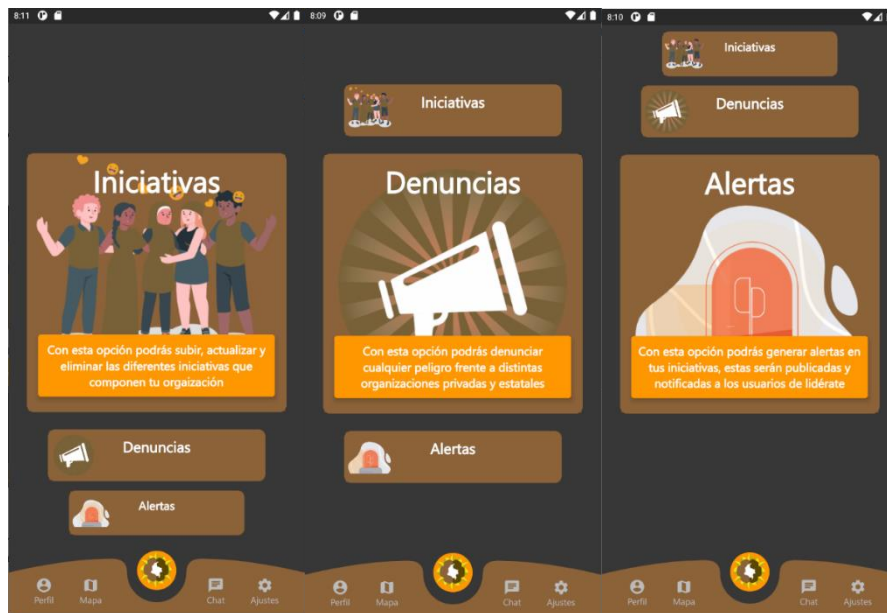 8:11
Iniciativas
Con esta opción podrás subir, actualizar y
eliminar las diferentes iniciativas que
componen tu orgaización
Denuncias
Alertas
Perfil
Mapa
Chat
Ajustes
8:09
Iniciativas
Denuncias
Con esta opción podrás denunciar
cualquier peligro frente a distintas
organizaciones privadas y estatales
Alertas
Perfil
Mapa
Chat
Ajustes
8:10
Iniciativas
Denuncias
Alertas
Con esta opción podrás generar alertas en
tus iniciativas, estas serán publicadas y
notificadas a los usuarios de lidérate
Perfil
Mapa
Chat
Ajustes